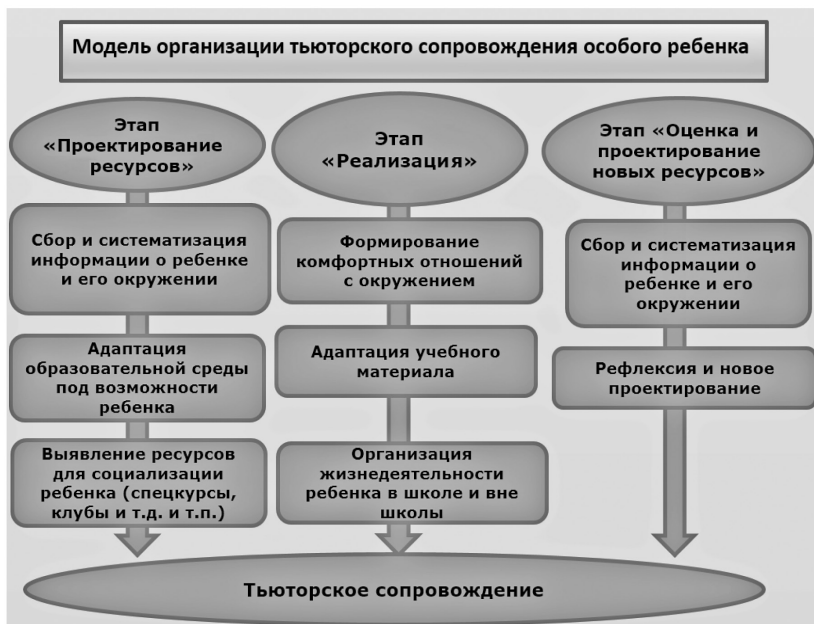 Модель организации тьюторского сопровождения особого ребенка
Этап
«Проектирование
ресурсов»
Сбор и систематизация
информации о ребенке
и его окружении
Адаптация
образовательной среды
под возможности
ребенка
Выявление ресурсов
для социализации
ребенка (спецкурсы,
клубы и т.д. и т.п.)
Этап
«Реализация»
Формирование
комфортных отношений
с окружением
Адаптация учебного
материала
Организация
жизнедеятельности
ребенка в школе и вне
школы
Этап «Оценка и
проектирование
новых ресурсов»
Сбор и систематизация
информации о
ребенке и его
окружении
Рефлексия и новое
проектирование
Тьюторское сопровождение